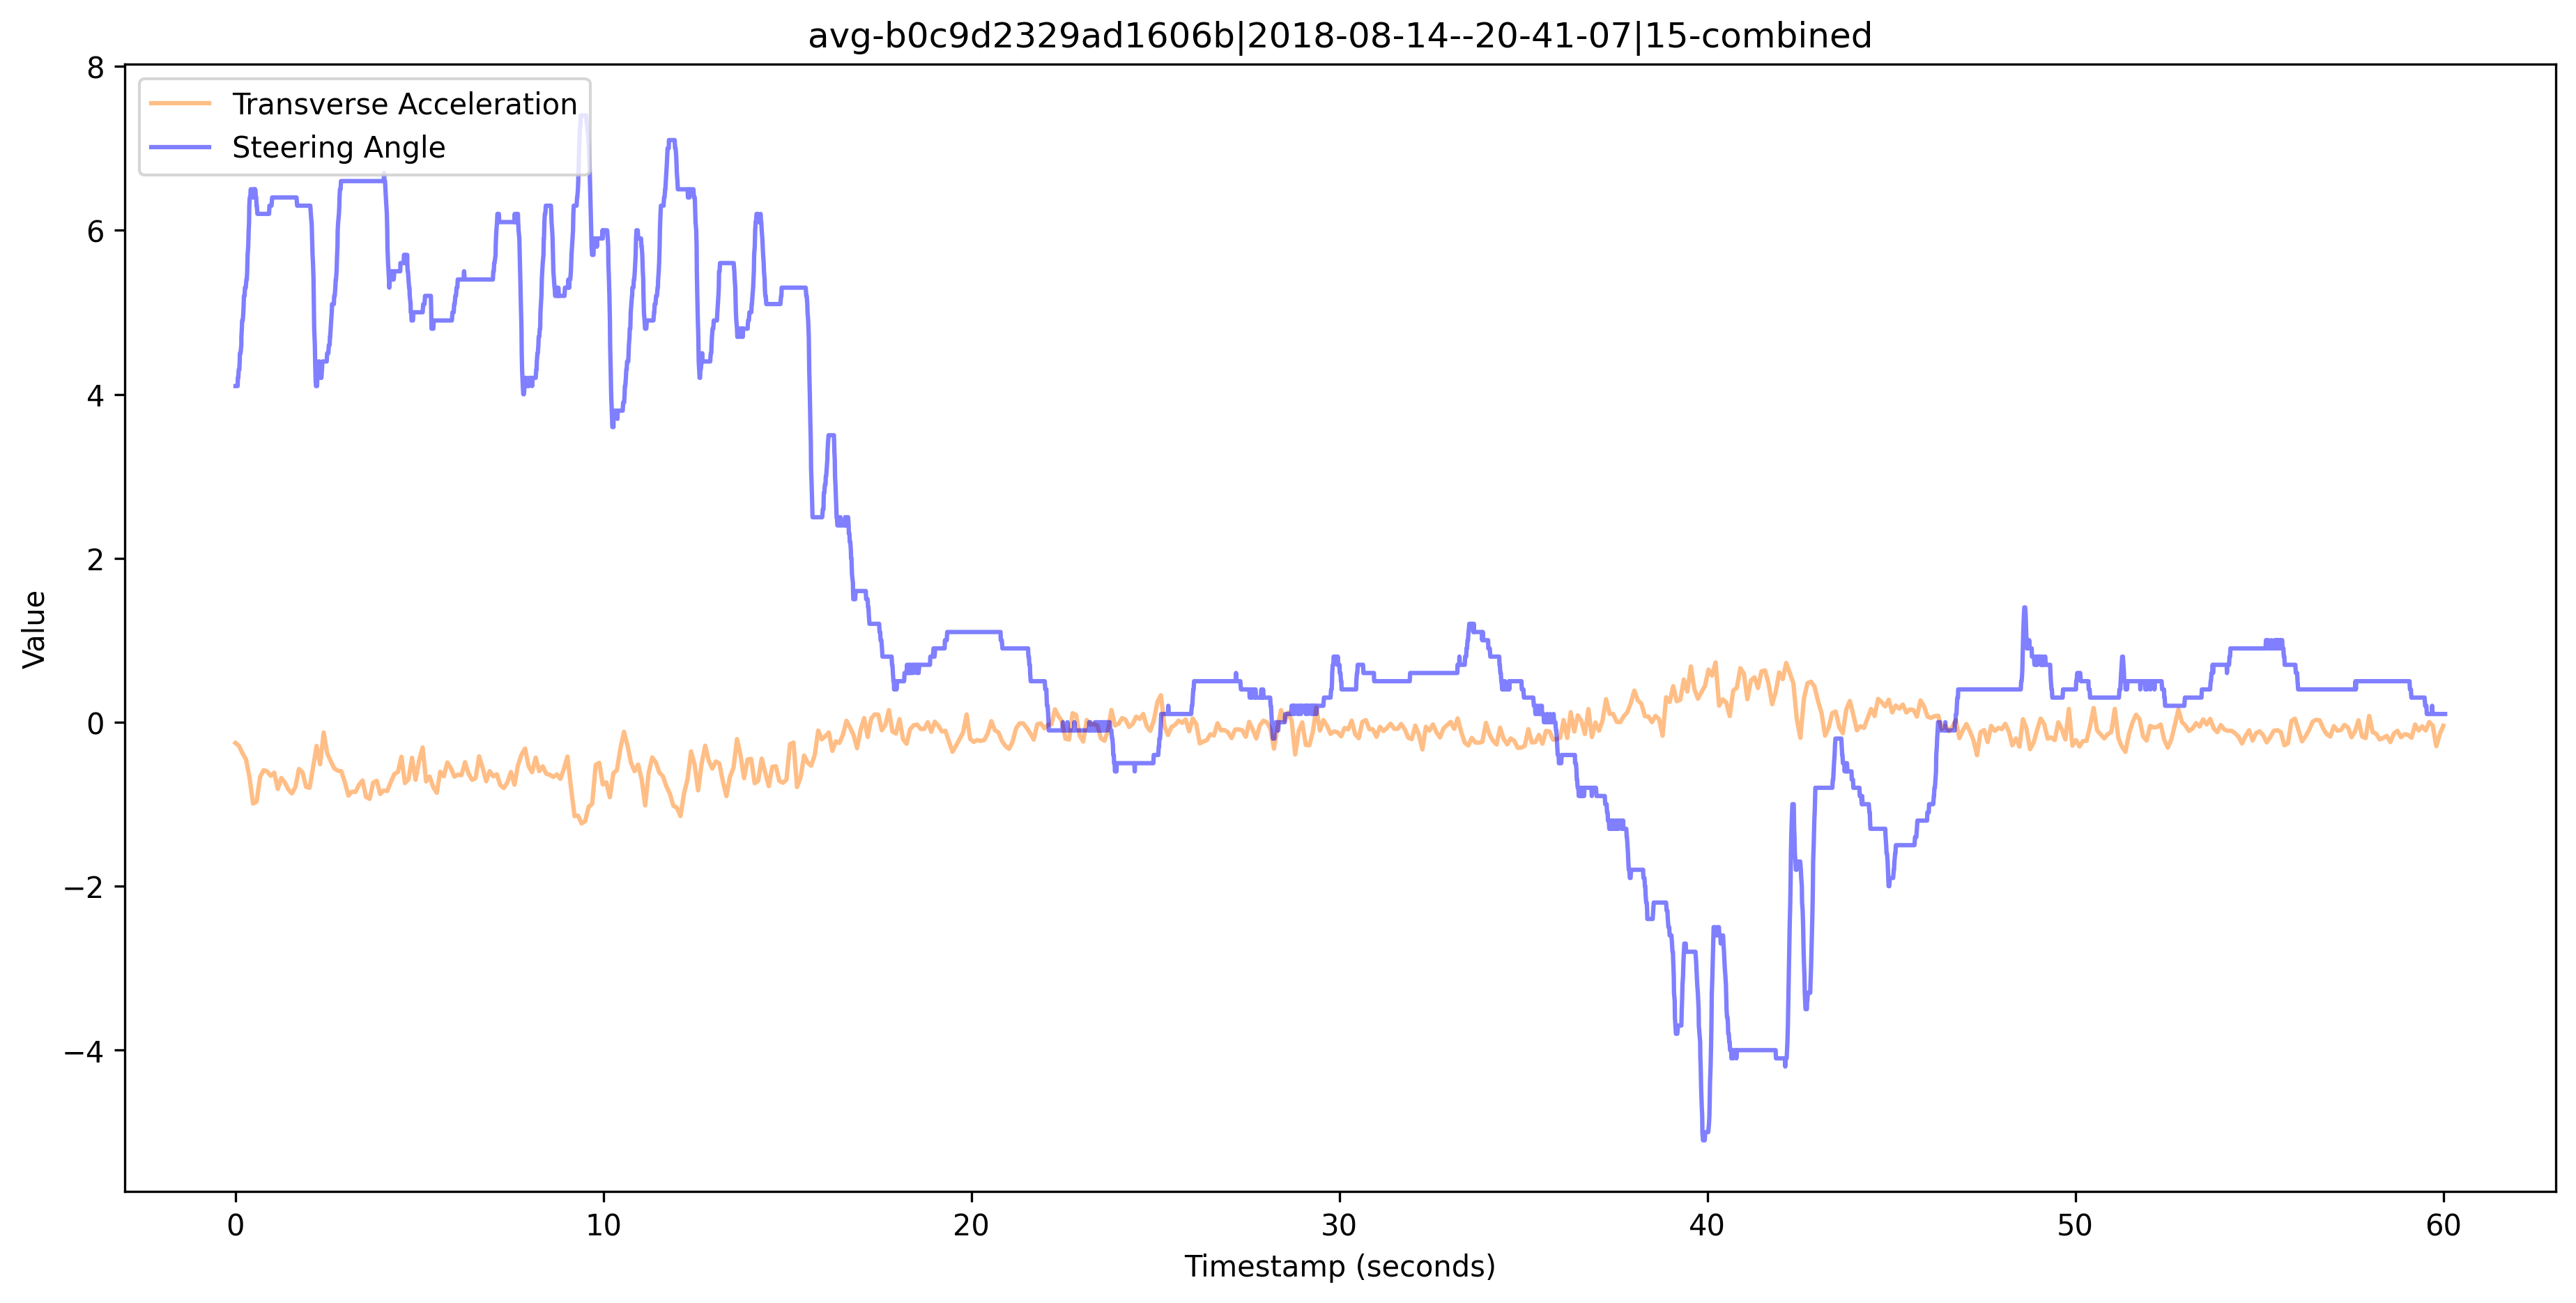 avg-b0c9d2329ad1606b|2018-08-14--20-41-07|15-combined
Transverse Acceleration
Steering Angle
Value
8
6
4
2
0
−2
−4
0 10 20 30 40 50 60
Timestamp (seconds)